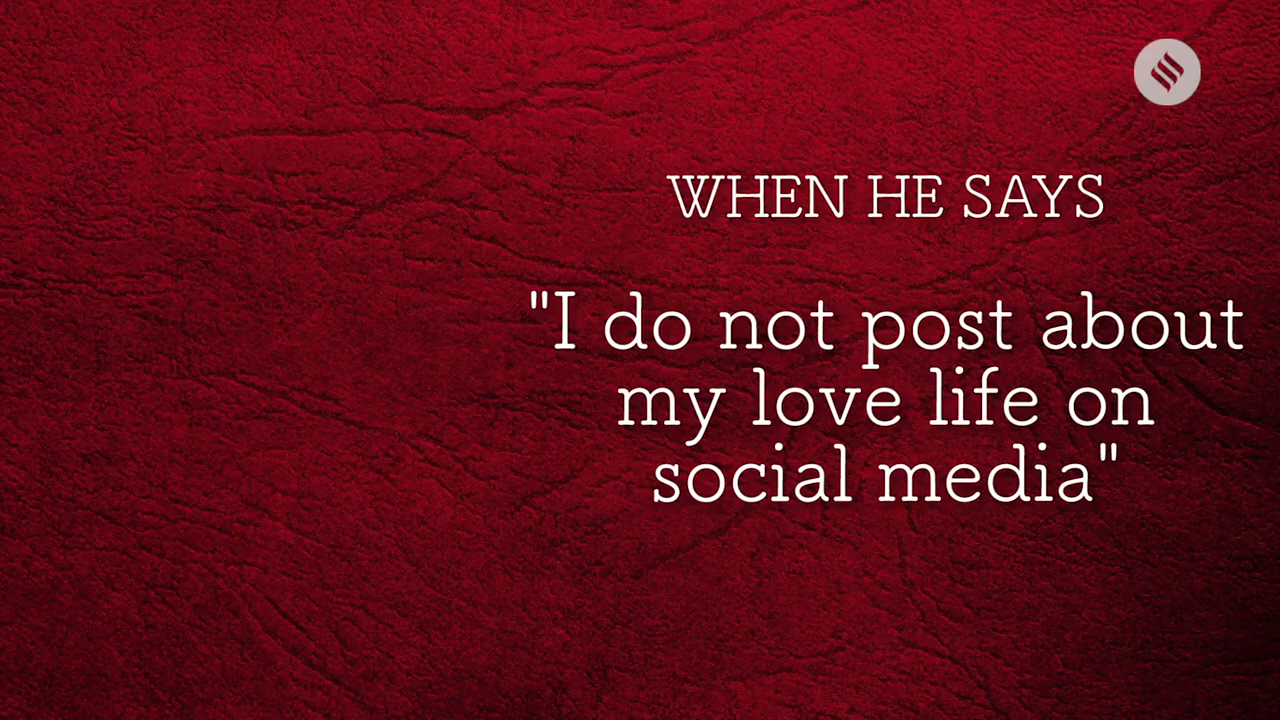 WHEN HE SAYS
"I do not post about
my love life on
social media"